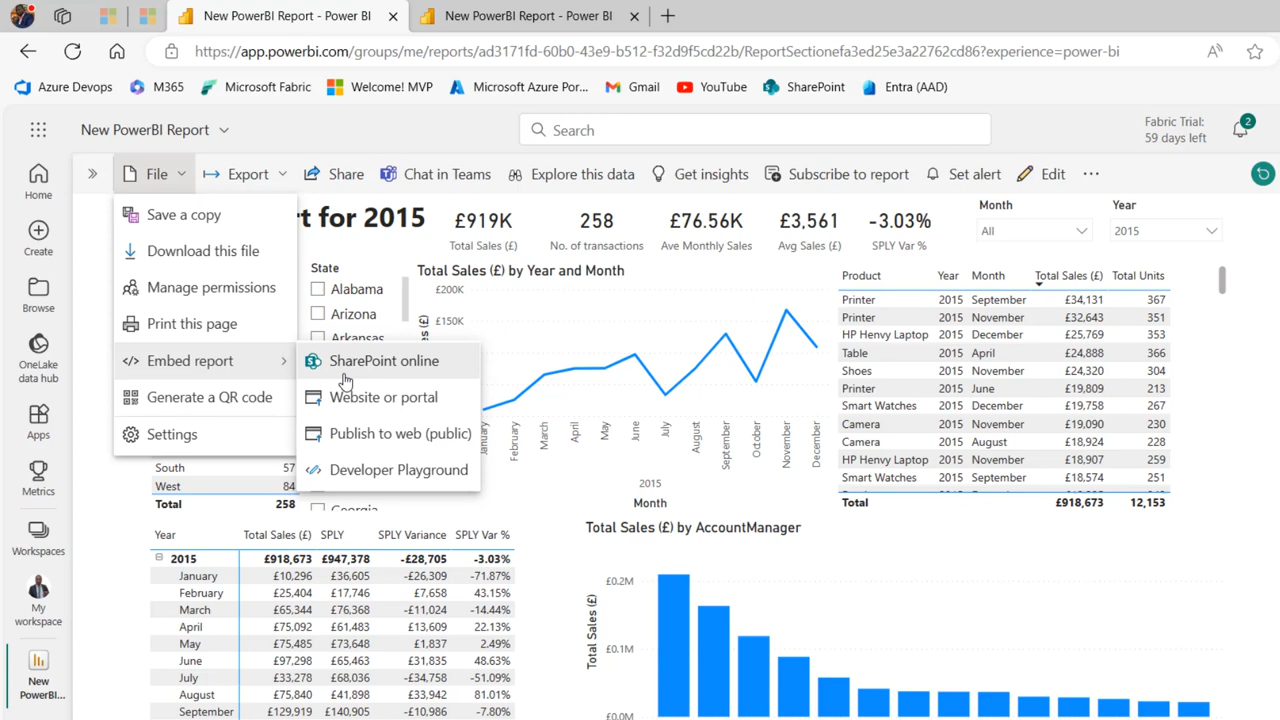 New PowerBI Report - Power BI
New PowerBI Report - Power BI
https://app.powerbi.com/groups/me/reports/ad3171fd-60b0-43e9-b512-f32d9f5cd22b/ReportSectionefa3ed25e3a22762cd86?experience=power-bi
Azure Devops
M365
Microsoft Fabric
Welcome! MVP
Microsoft Azure Por...
Gmail
YouTube
SharePoint
Entra (AAD)
New PowerBI Report
Search
Fabric Trial:
59 days left
2
File
Export
Share
Chat in Teams
Explore this data
Get insights
Subscribe to report
Set alert
Edit
Home
Create
Browse
OneLake
data hub
Apps
Metrics
Workspaces
My
workspace
New
PowerBI...
Save a copy
Download this file
Manage permissions
Print this page
Embed report
Generate a QR code
Settings
SharePoint online
Website or portal
Publish to web (public)
Developer Playground
rt for 2015
£919K
Total Sales (£)
258
No. of transactions
£76.56K
Ave Monthly Sales
£3,561
Avg Sales (£)
-3.03%
SPLY Var %
Month
All
Year
2015
State
Alabama
Arizona
Arkansas
Georgia
South 57
West 84
Total 258
Total Sales (£) by Year and Month
£200K
£150K
(£)
January
February
March
April
May
June
July
August
September
October
November
December
2015
Month
Product Year Month Total Sales (£) Total Units
Printer 2015 September £34,131 367
Printer 2015 November £32,643 351
HP Henvy Laptop 2015 December £25,769 353
Table 2015 April £24,888 366
Shoes 2015 November £24,320 304
Printer 2015 June £19,809 213
Smart Watches 2015 December £19,758 267
Camera 2015 November £19,090 230
Camera 2015 August £18,924 228
HP Henvy Laptop 2015 November £18,907 259
Smart Watches 2015 September £18,574 251
Total £918,673 12,153
Year Total Sales (£) SPLY SPLY Variance SPLY Var %
2015 £918,673 £947,378 -£28,705 -3.03%
January £10,296 £36,605 -£26,309 -71.87%
February £25,404 £17,746 £7,658 43.15%
March £65,344 £76,368 -£11,024 -14.44%
April £75,092 £61,483 £13,609 22.13%
May £75,485 £73,648 £1,837 2.49%
June £97,298 £65,463 £31,835 48.63%
July £33,278 £68,036 -£34,758 -51.09%
August £75,840 £41,898 £33,942 81.01%
September £129,919 £140,905 -£10,986 -7.80%
Total Sales (£) by AccountManager
Total Sales (£)
£0.2M
£0.1M
£0.0M